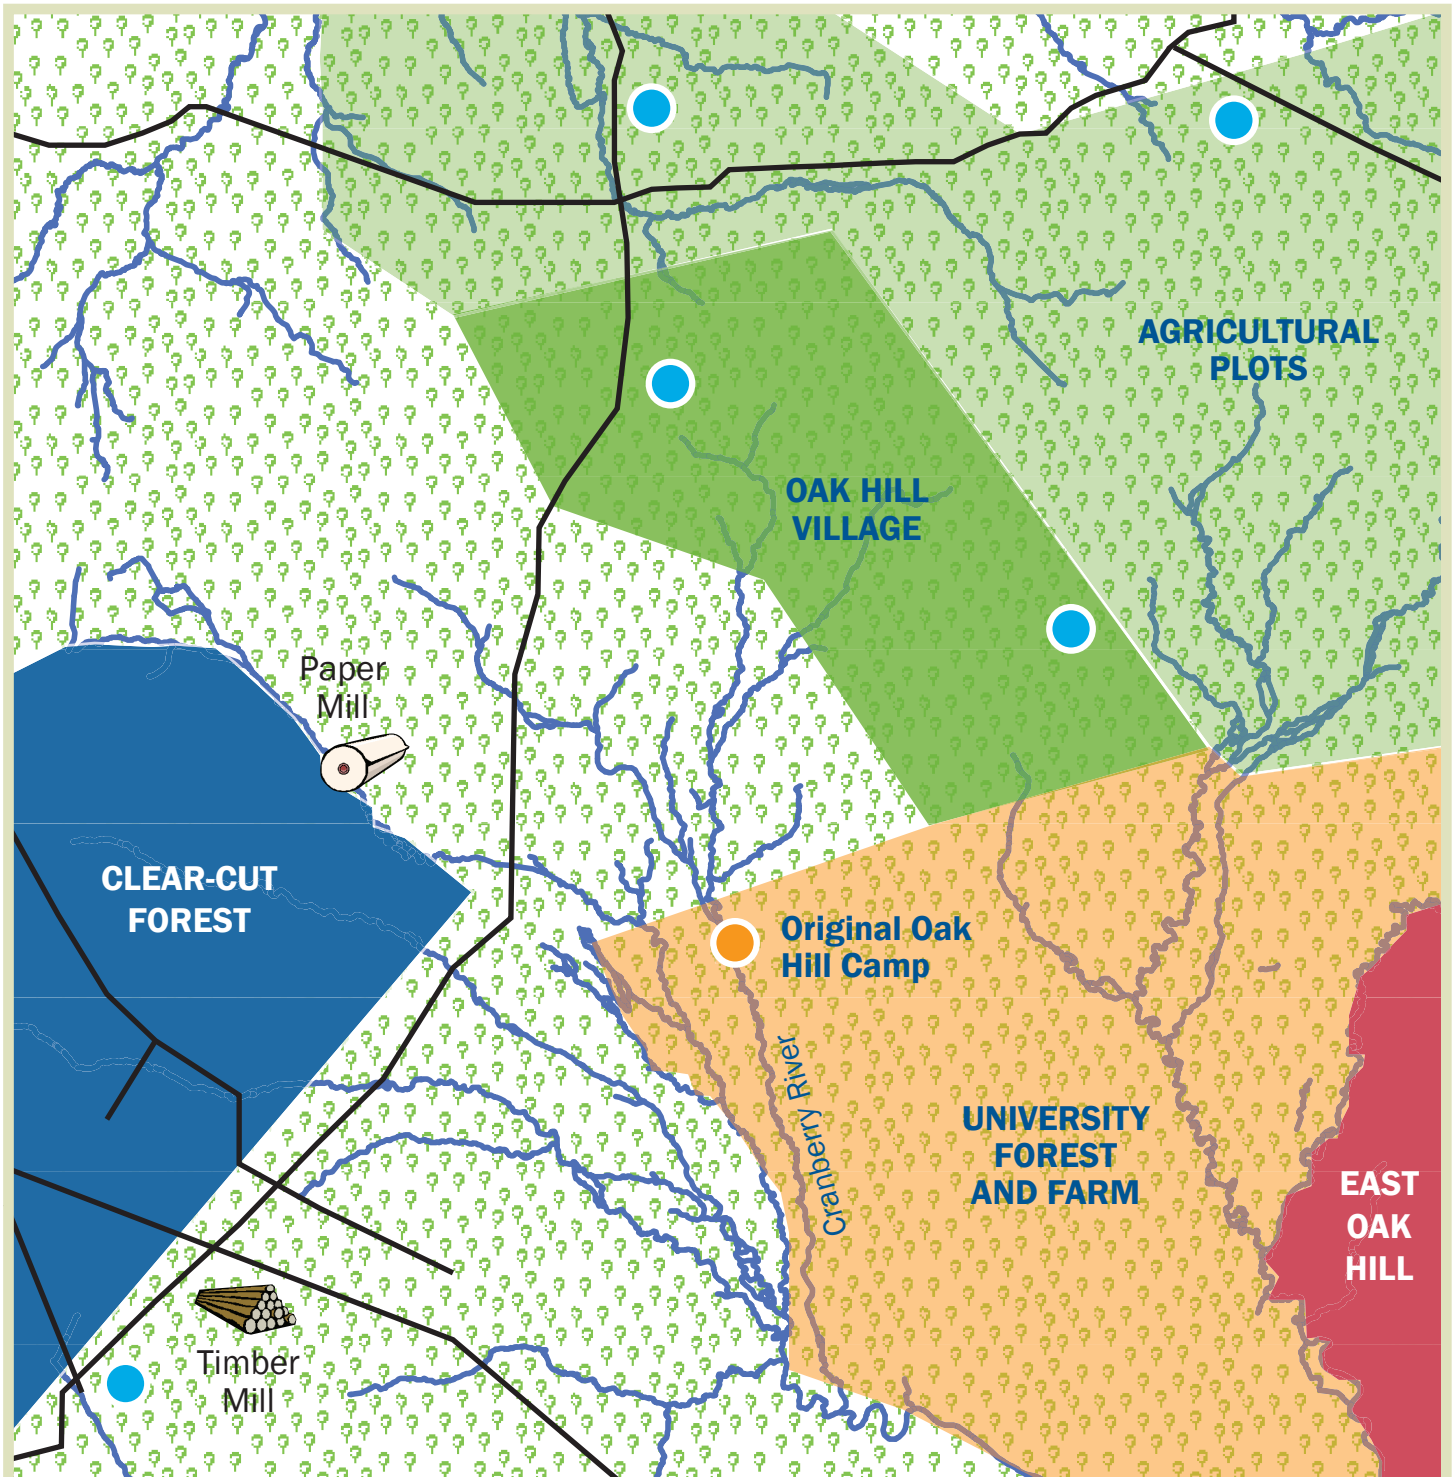 AGRICULTURAL
PLOTS
OAK HILL
VILLAGE
Paper
Mill
CLEAR-CUT
FOREST
Original Oak
Hill Camp
Cranberry River
UNIVERSITY
FOREST
AND FARM
EAST
OAK
HILL
Timber
Mill